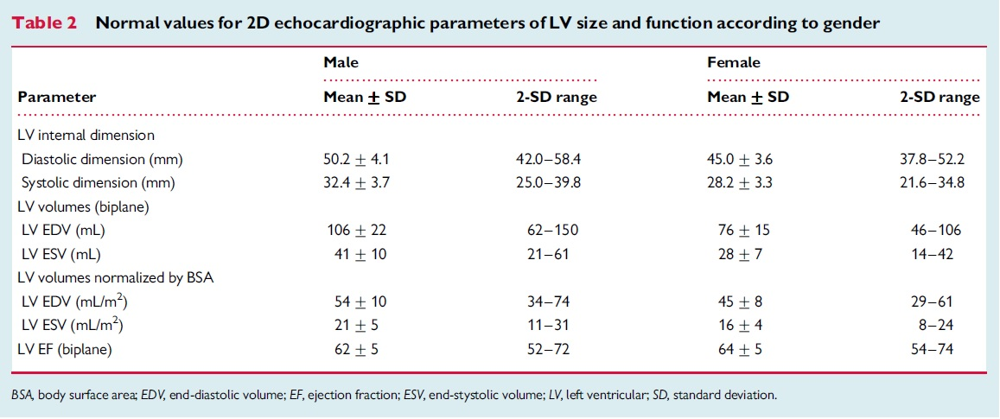 Table 2 Normal values for 2D echocardiographic parameters of LV size and function according to gender
Male Female
Parameter Mean ± SD 2-SD range Mean ± SD 2-SD range
LV internal dimension
Diastolic dimension (mm) 50.2 ± 4.1 42.0–58.4 45.0 ± 3.6 37.8–52.2
Systolic dimension (mm) 32.4 ± 3.7 25.0–39.8 28.2 ± 3.3 21.6–34.8
LV volumes (biplane)
LV EDV (mL) 106 ± 22 62–150 76 ± 15 46–106
LV ESV (mL) 41 ± 10 21–61 28 ± 7 14–42
LV volumes normalized by BSA
LV EDV (mL/m²) 54 ± 10 34–74 45 ± 8 29–61
LV ESV (mL/m²) 21 ± 5 11–31 16 ± 4 8–24
LV EF (biplane) 62 ± 5 52–72 64 ± 5 54–74
BSA, body surface area; EDV, end-diastolic volume; EF, ejection fraction; ESV, end-stystolic volume; LV, left ventricular; SD, standard deviation.